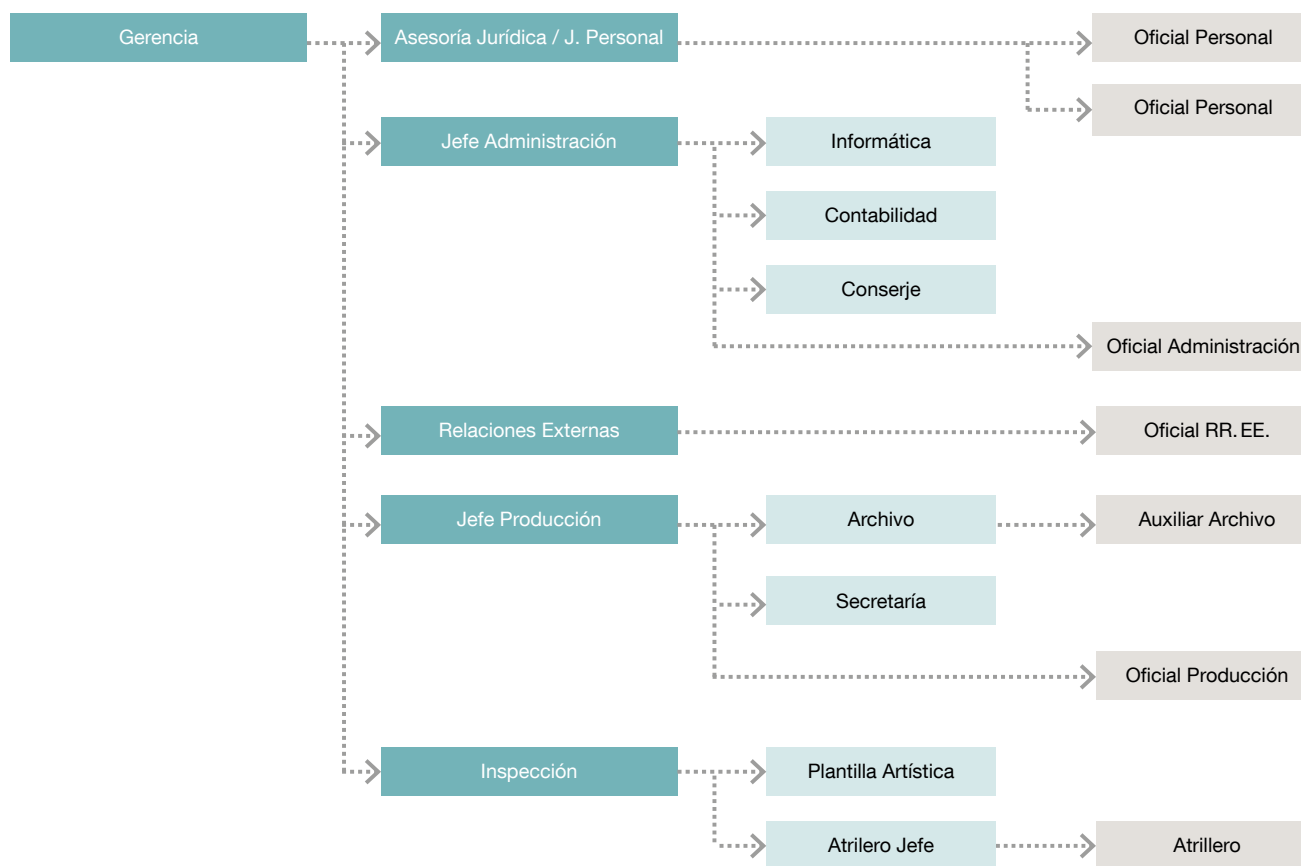 Gerencia
Asesoría Jurídica / J. Personal
Oficial Personal
Oficial Personal
Jefe Administración
Informática
Contabilidad
Conserje
Oficial Administración
Relaciones Externas
Oficial RR. EE.
Jefe Producción
Archivo
Auxiliar Archivo
Secretaría
Oficial Producción
Inspección
Plantilla Artística
Atrilero Jefe
Atrillero